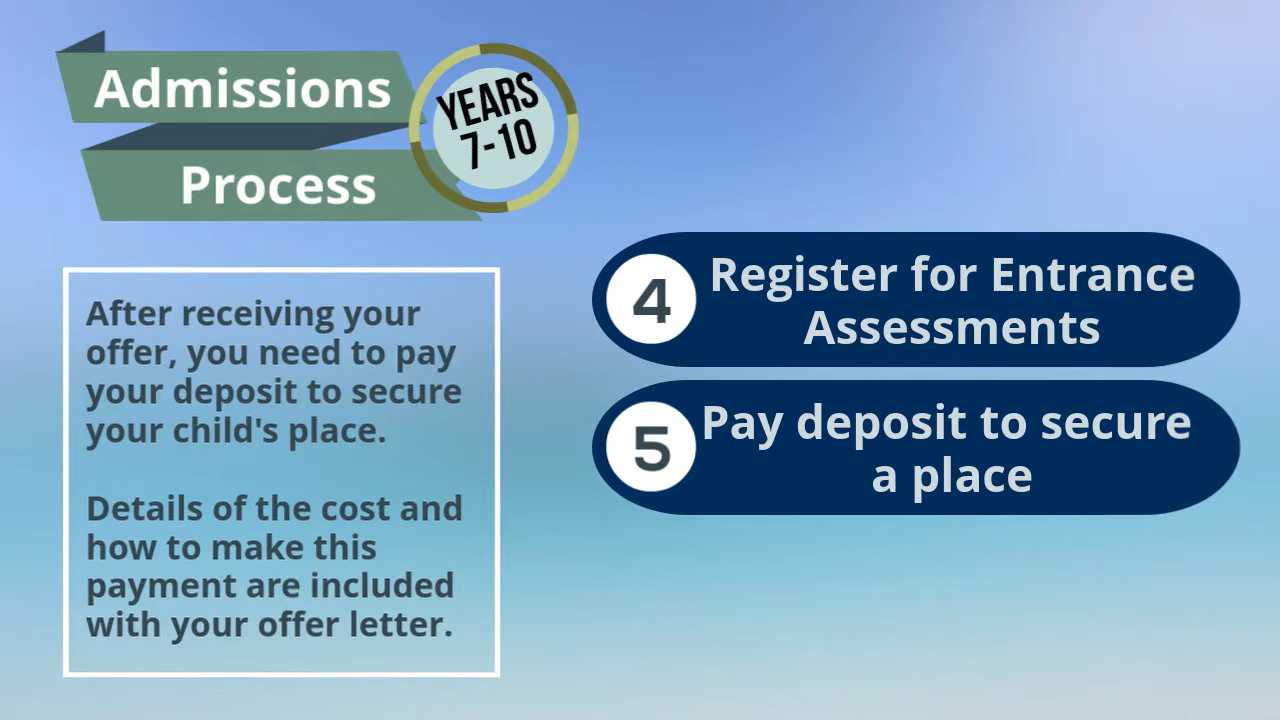 Admissions
Process
YEARS
7-10
After receiving your
offer, you need to pay
your deposit to secure
your child's place.
Details of the cost and
how to make this
payment are included
with your offer letter.
4
Register for Entrance
Assessments
5
Pay deposit to secure
a place